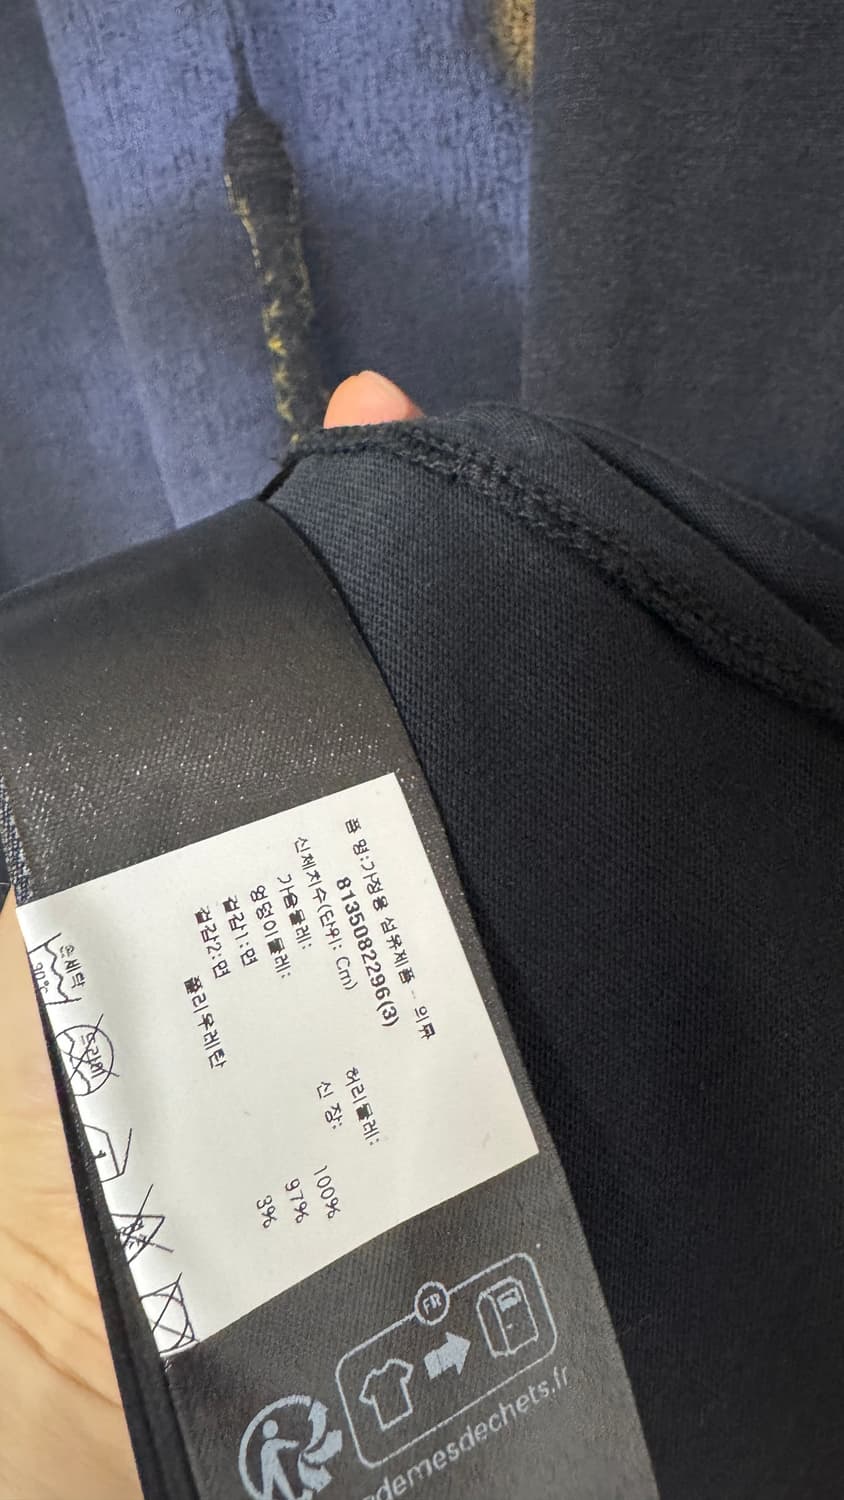 품 명:가정용 섬유제품 - 의류
8135082296(3)
신체치수(단위: Cm)
가슴둘레: 허리둘레:
엉덩이둘레: 신 장:
겉감1:면 100%
겉감2:면 97%
폴리우레탄 3%
손세탁
30℃
드라이
FR
demesdechets.fr